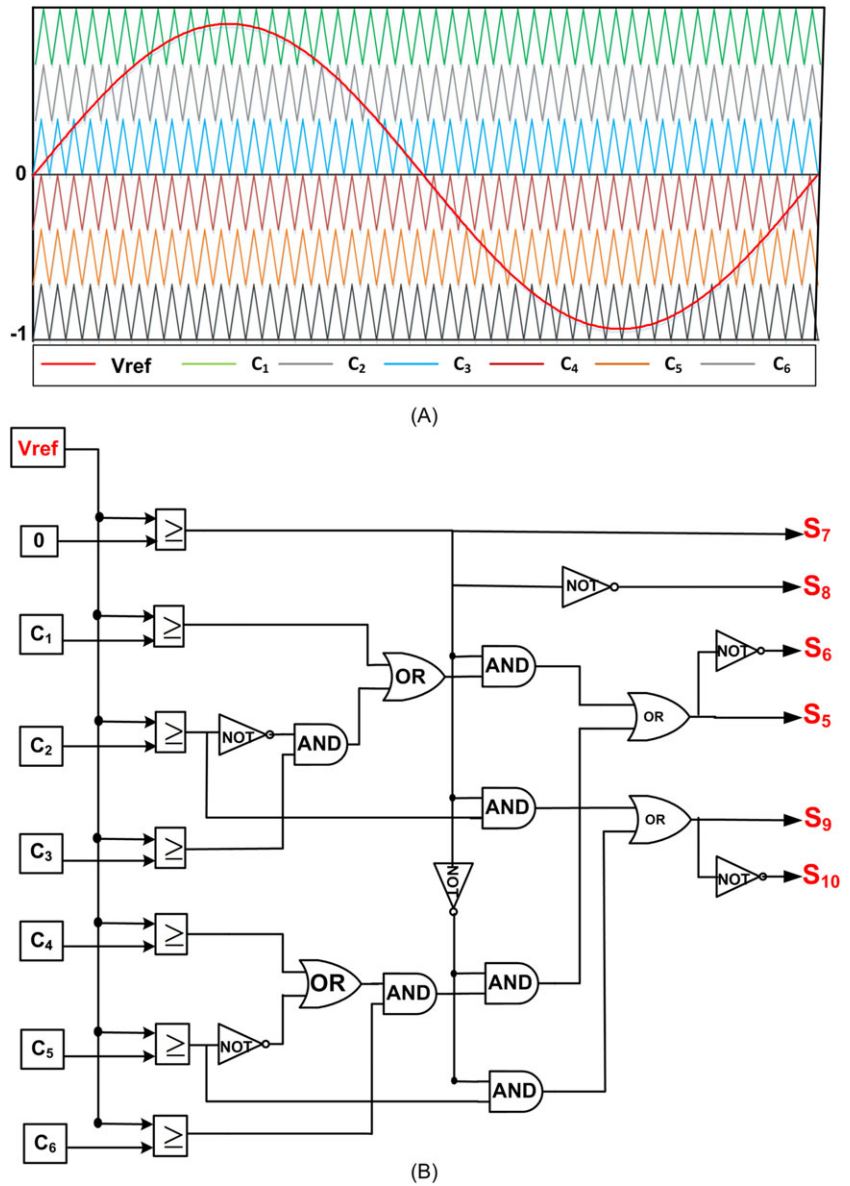 0
-1
Vref C₁ C₂ C₃ C₄ C₅ C₆
(A)
Vref
0 ≥ S₇
NOT S₈
C₁ ≥ OR AND NOT S₆
C₂ ≥ NOT AND OR S₅
C₃ ≥ AND OR S₉
NOT NOT S₁₀
C₄ ≥ OR AND AND
C₅ ≥ NOT AND
C₆ ≥
(B)